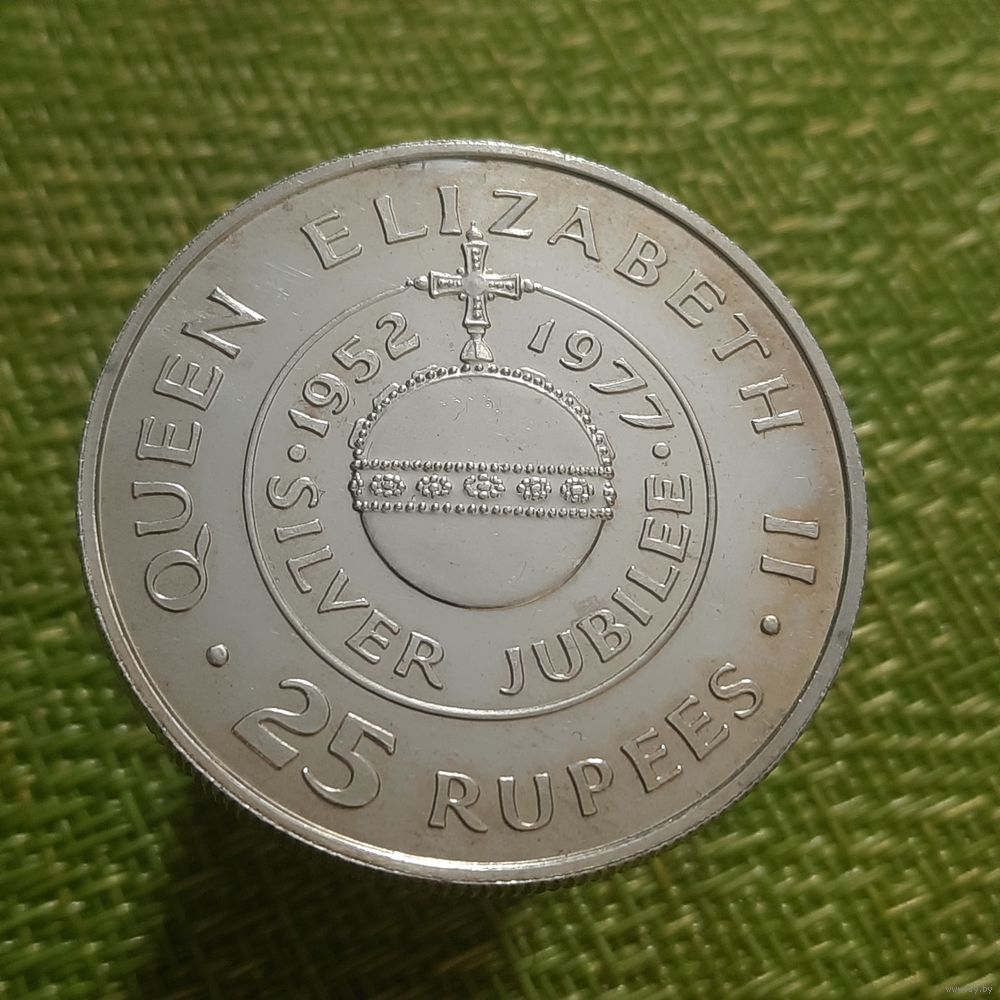 QUEEN ELIZABETH II
· 25 RUPEES ·
1952 1977
· SILVER JUBILEE ·